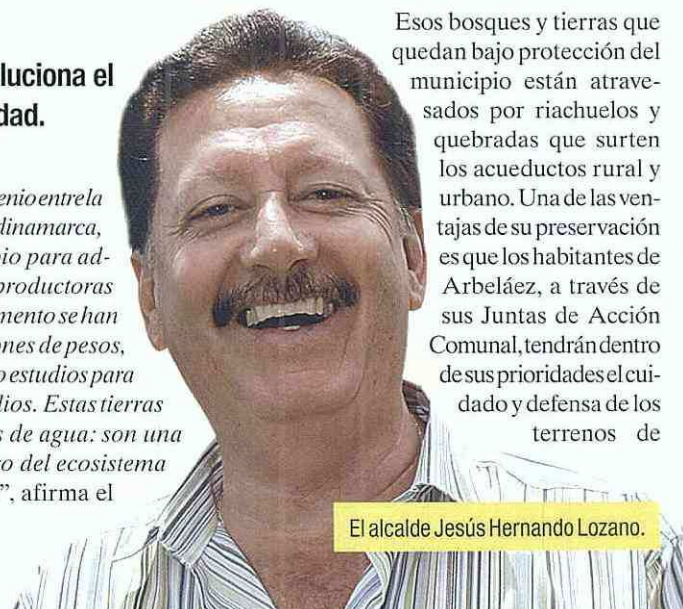 luciona el
dad.
enio entre la
dinamarca,
io para ad-
productoras
mento se han
nes de pesos,
o estudios para
dios. Estas tierras
s de agua: son una
o del ecosistema
”, afirma el
Esos bosques y tierras que
quedan bajo protección del
municipio están atrave-
sados por riachuelos y
quebradas que surten
los acueductos rural y
urbano. Una de las ven-
tajas de su preservación
es que los habitantes de
Arbeláez, a través de
sus Juntas de Acción
Comunal, tendrán dentro
de sus prioridades el cui-
dado y defensa de los
terrenos de
El alcalde Jesús Hernando Lozano.